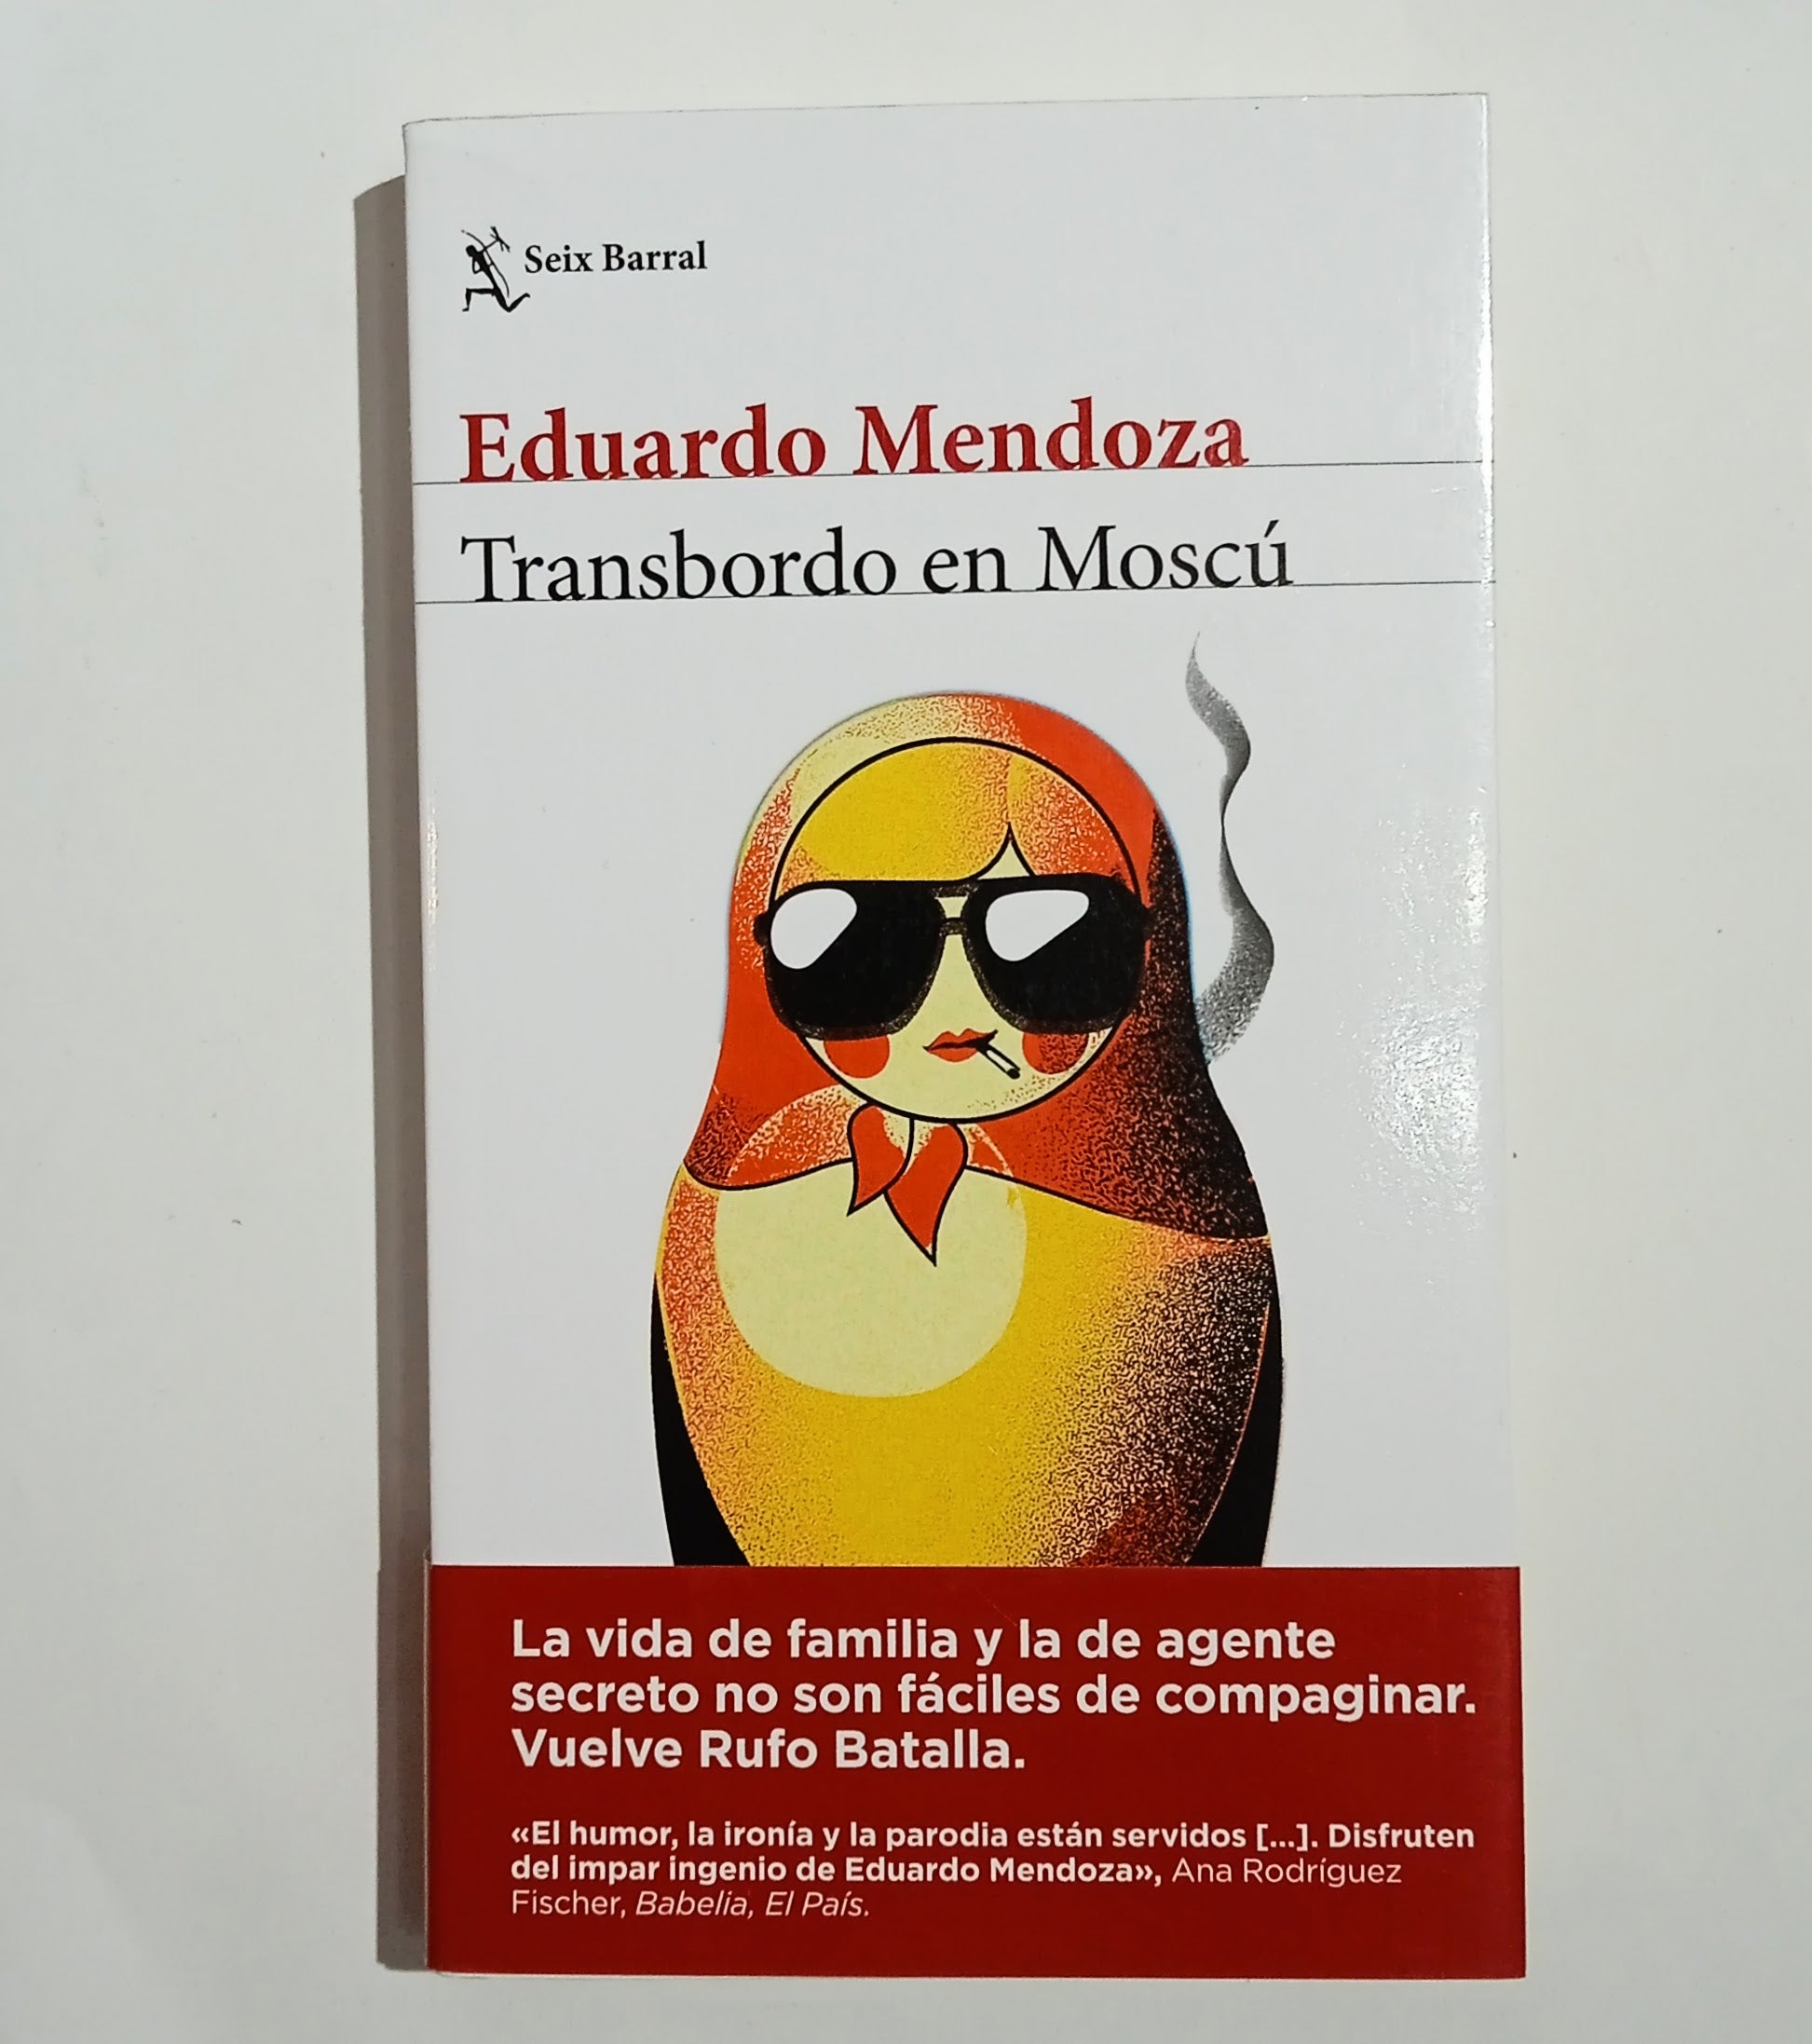 Seix Barral
Eduardo Mendoza
Transbordo en Moscú
La vida de familia y la de agente
secreto no son fáciles de compaginar.
Vuelve Rufo Batalla.
«El humor, la ironía y la parodia están servidos [...]. Disfruten
del impar ingenio de Eduardo Mendoza», Ana Rodríguez
Fischer, Babelia, El País.